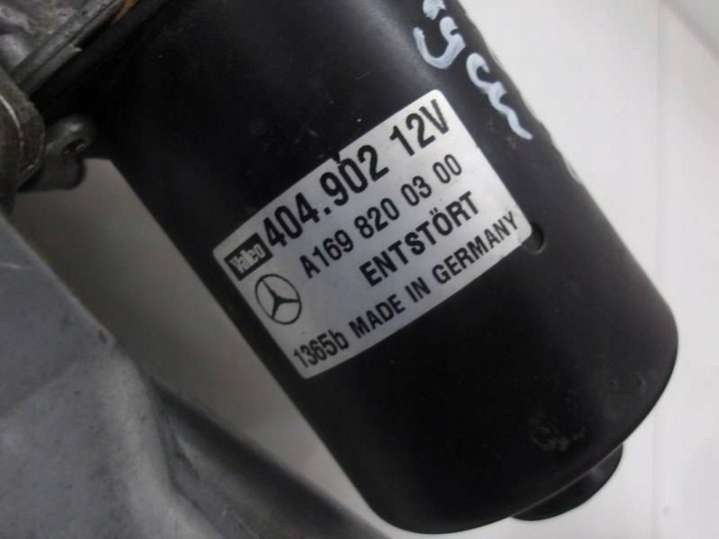 Valeo 404.902 12V
A169 820 03 00
ENTSTÖRT
1365b MADE IN GERMANY